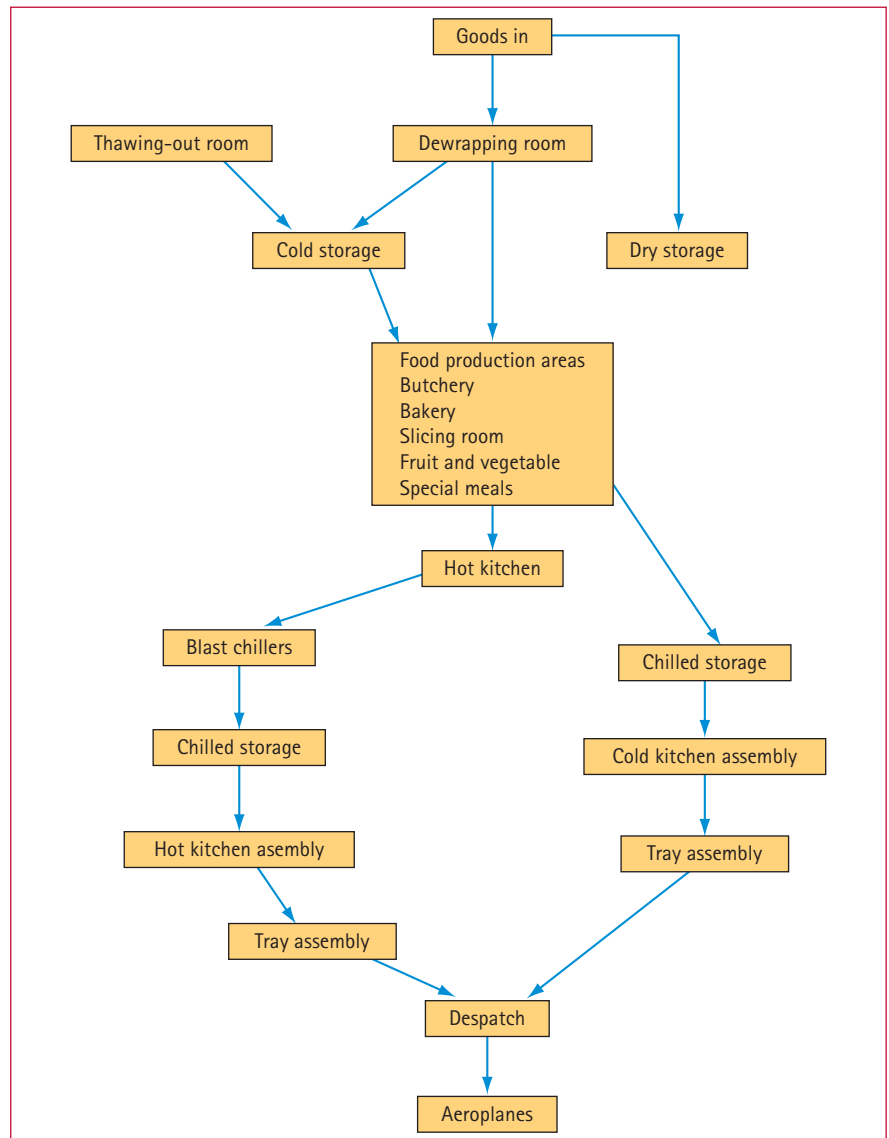 Goods in
Thawing-out room
Dewrapping room
Cold storage
Dry storage
Food production areas
Butchery
Bakery
Slicing room
Fruit and vegetable
Special meals
Hot kitchen
Blast chillers
Chilled storage
Chilled storage
Cold kitchen assembly
Hot kitchen asembly
Tray assembly
Tray assembly
Despatch
Aeroplanes